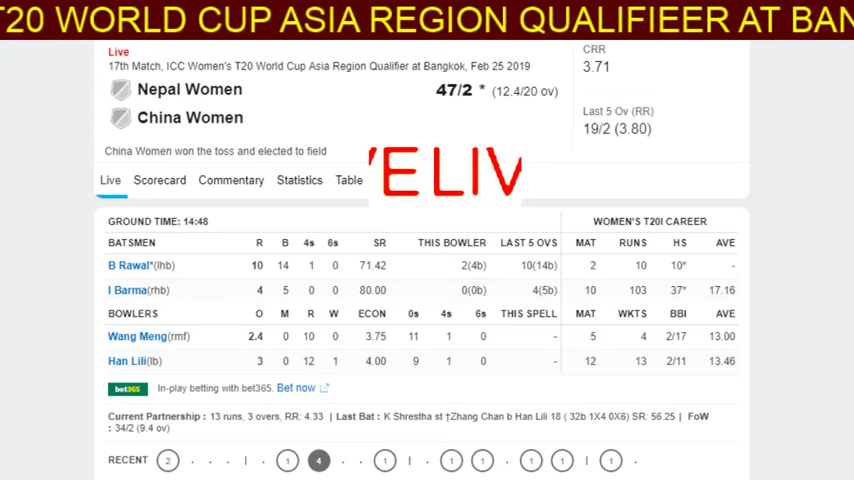 T20 WORLD CUP ASIA REGION QUALIFIEER AT BAN
Live
17th Match, ICC Women's T20 World Cup Asia Region Qualifier at Bangkok, Feb 25 2019
Nepal Women 47/2 * (12.4/20 ov)
China Women
China Women won the toss and elected to field
CRR
3.71
Last 5 Ov (RR)
19/2 (3.80)
ELIV
Live Scorecard Commentary Statistics Table
GROUND TIME: 14:48 WOMEN'S T20I CAREER
BATSMEN R B 4s 6s SR THIS BOWLER LAST 5 OVS MAT RUNS HS AVE
B Rawal*(lhb) 10 14 1 0 71.42 2(4b) 10(14b) 2 10 10* -
I Barma(rhb) 4 5 0 0 80.00 0(0b) 4(5b) 10 103 37* 17.16
BOWLERS O M R W ECON 0s 4s 6s THIS SPELL MAT WKTS BBI AVE
Wang Meng(rmf) 2.4 0 10 0 3.75 11 1 0 - 5 4 2/17 13.00
Han Lili(lb) 3 0 12 1 4.00 9 1 0 - 12 13 2/11 13.46
bet365 In-play betting with bet365. Bet now
Current Partnership : 13 runs, 3 overs, RR: 4.33 | Last Bat : K Shrestha st †Zhang Chan b Han Lili 18 ( 32b 1X4 0X6) SR: 56.25 | FoW
: 34/2 (9.4 ov)
RECENT 2 . . . | . 1 4 . . 1 | . 1 1 . 1 1 | 1 .